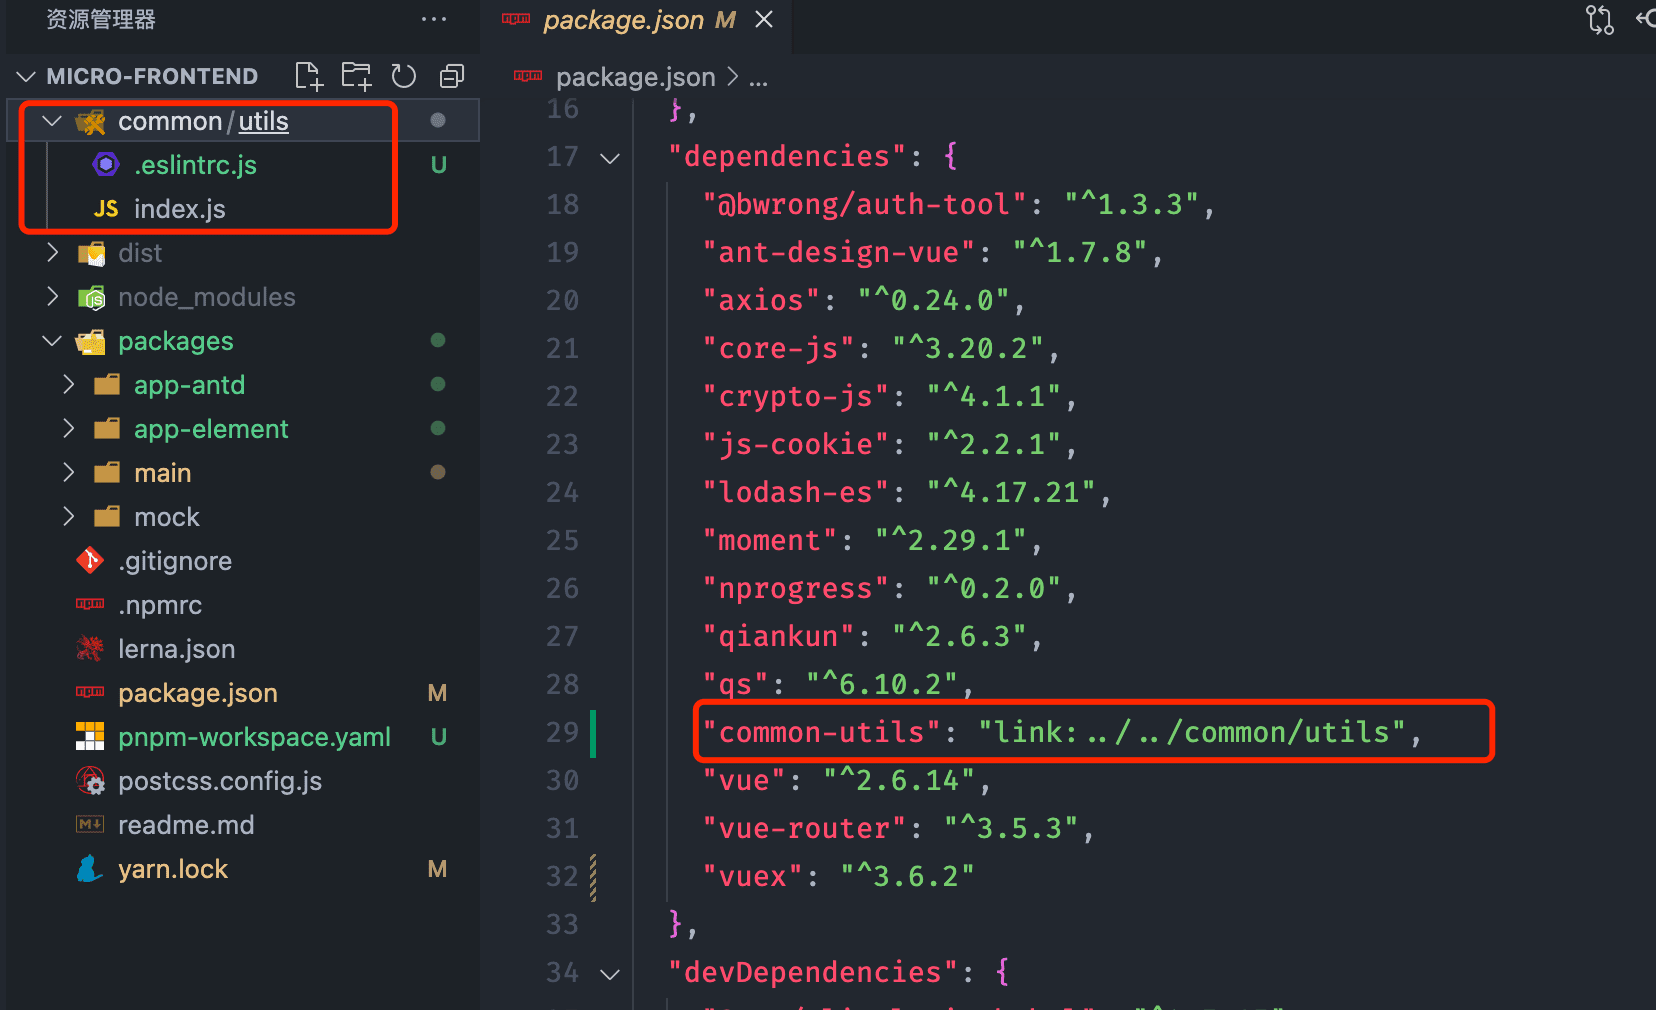 资源管理器
MICRO-FRONTEND
common/utils
.eslintrc.js U
JS index.js
dist
node_modules
packages
app-antd
app-element
main
mock
.gitignore
.npmrc
lerna.json
package.json M
pnpm-workspace.yaml U
postcss.config.js
readme.md
yarn.lock M
package.json M
package.json > ...
16 },
17 "dependencies": {
18 "@bwrong/auth-tool": "^1.3.3",
19 "ant-design-vue": "^1.7.8",
20 "axios": "^0.24.0",
21 "core-js": "^3.20.2",
22 "crypto-js": "^4.1.1",
23 "js-cookie": "^2.2.1",
24 "lodash-es": "^4.17.21",
25 "moment": "^2.29.1",
26 "nprogress": "^0.2.0",
27 "qiankun": "^2.6.3",
28 "qs": "^6.10.2",
29 "common-utils": "link:../../common/utils",
30 "vue": "^2.6.14",
31 "vue-router": "^3.5.3",
32 "vuex": "^3.6.2"
33 },
34 "devDependencies": {